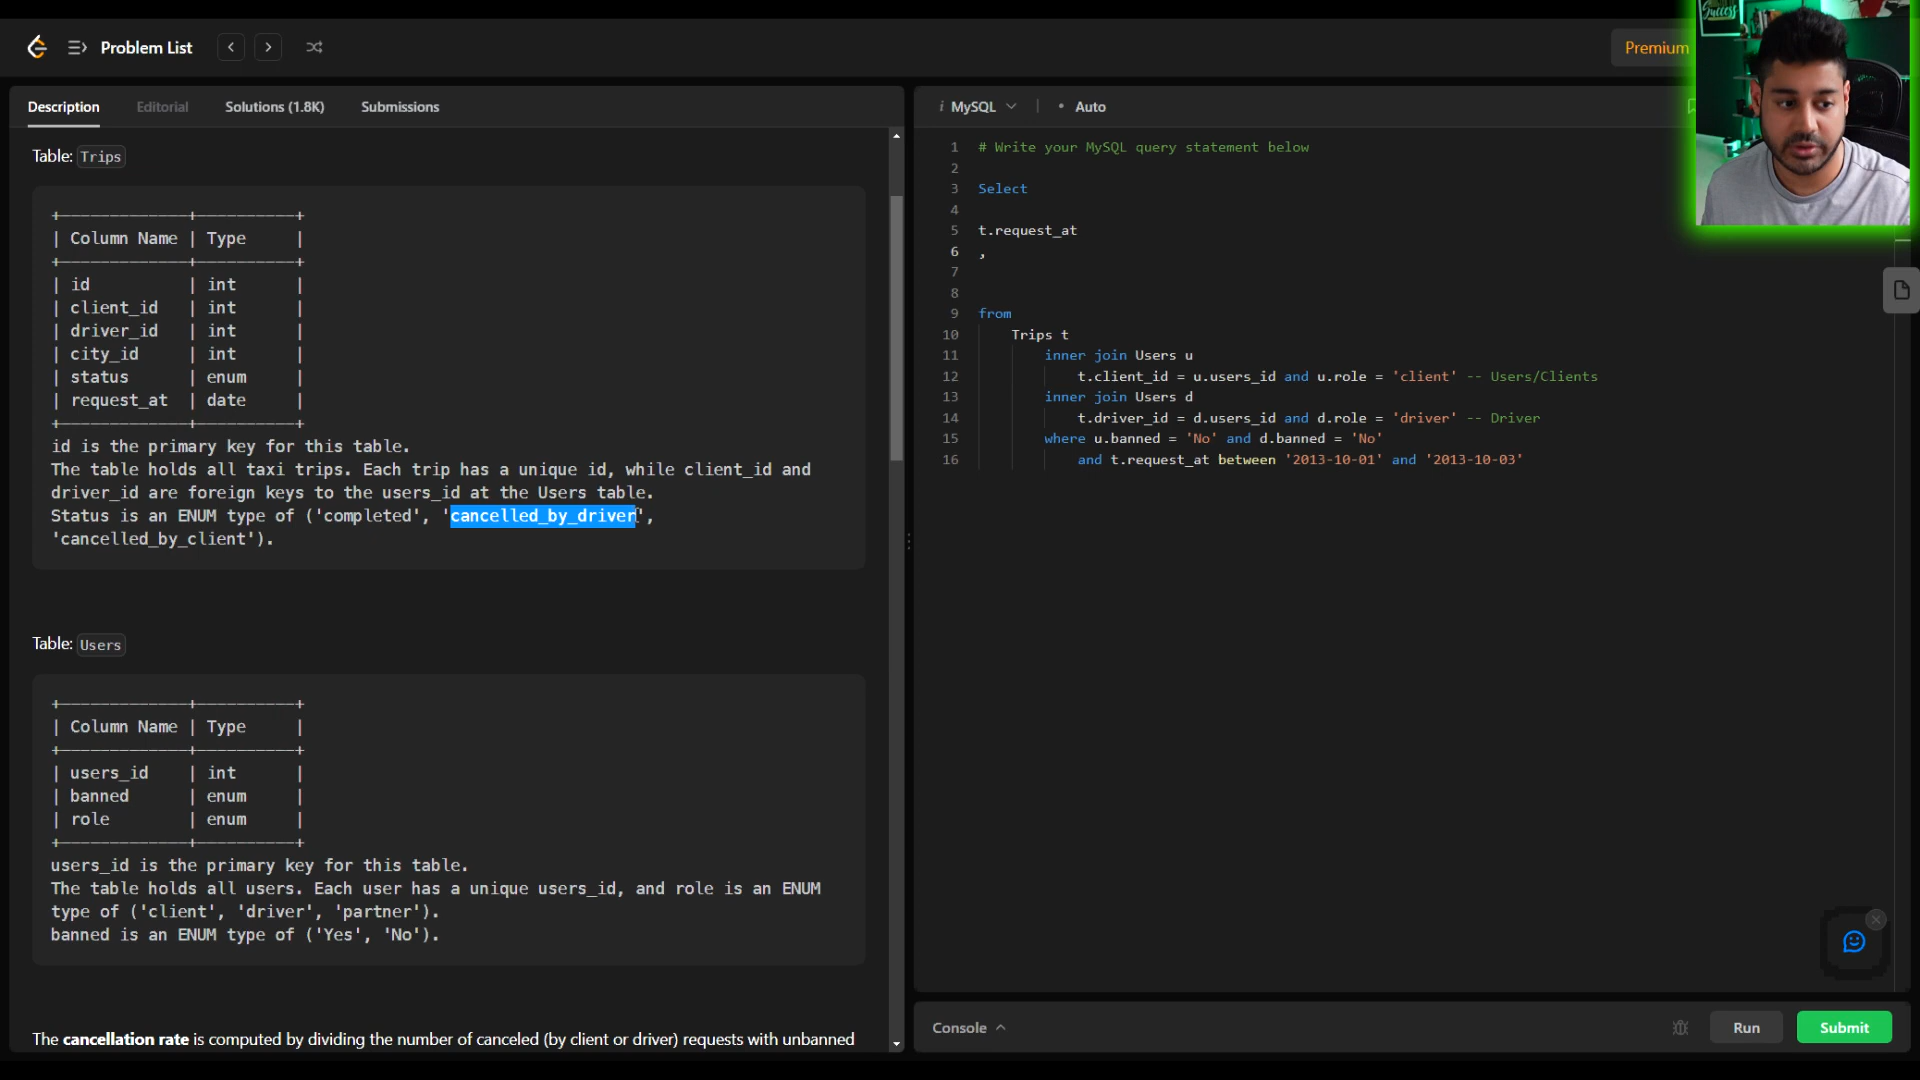 Problem List
Premium
Success
Description
Editorial
Solutions (1.8K)
Submissions
Table: Trips
+-------------+----------+
| Column Name | Type     |
+-------------+----------+
| id          | int      |
| client_id   | int      |
| driver_id   | int      |
| city_id     | int      |
| status      | enum     |
| request_at  | date     |
+-------------+----------+
id is the primary key for this table.
The table holds all taxi trips. Each trip has a unique id, while client_id and
driver_id are foreign keys to the users_id at the Users table.
Status is an ENUM type of ('completed', 'cancelled_by_driver',
'cancelled_by_client').
Table: Users
+-------------+----------+
| Column Name | Type     |
+-------------+----------+
| users_id    | int      |
| banned      | enum     |
| role        | enum     |
+-------------+----------+
users_id is the primary key for this table.
The table holds all users. Each user has a unique users_id, and role is an ENUM
type of ('client', 'driver', 'partner').
banned is an ENUM type of ('Yes', 'No').
The cancellation rate is computed by dividing the number of canceled (by client or driver) requests with unbanned
i MySQL
• Auto
1 # Write your MySQL query statement below
2
3 Select
4
5 t.request_at
6 ,
7
8
9 from
10 Trips t
11 inner join Users u
12 t.client_id = u.users_id and u.role = 'client' -- Users/Clients
13 inner join Users d
14 t.driver_id = d.users_id and d.role = 'driver' -- Driver
15 where u.banned = 'No' and d.banned = 'No'
16 and t.request_at between '2013-10-01' and '2013-10-03'
Console
Run
Submit